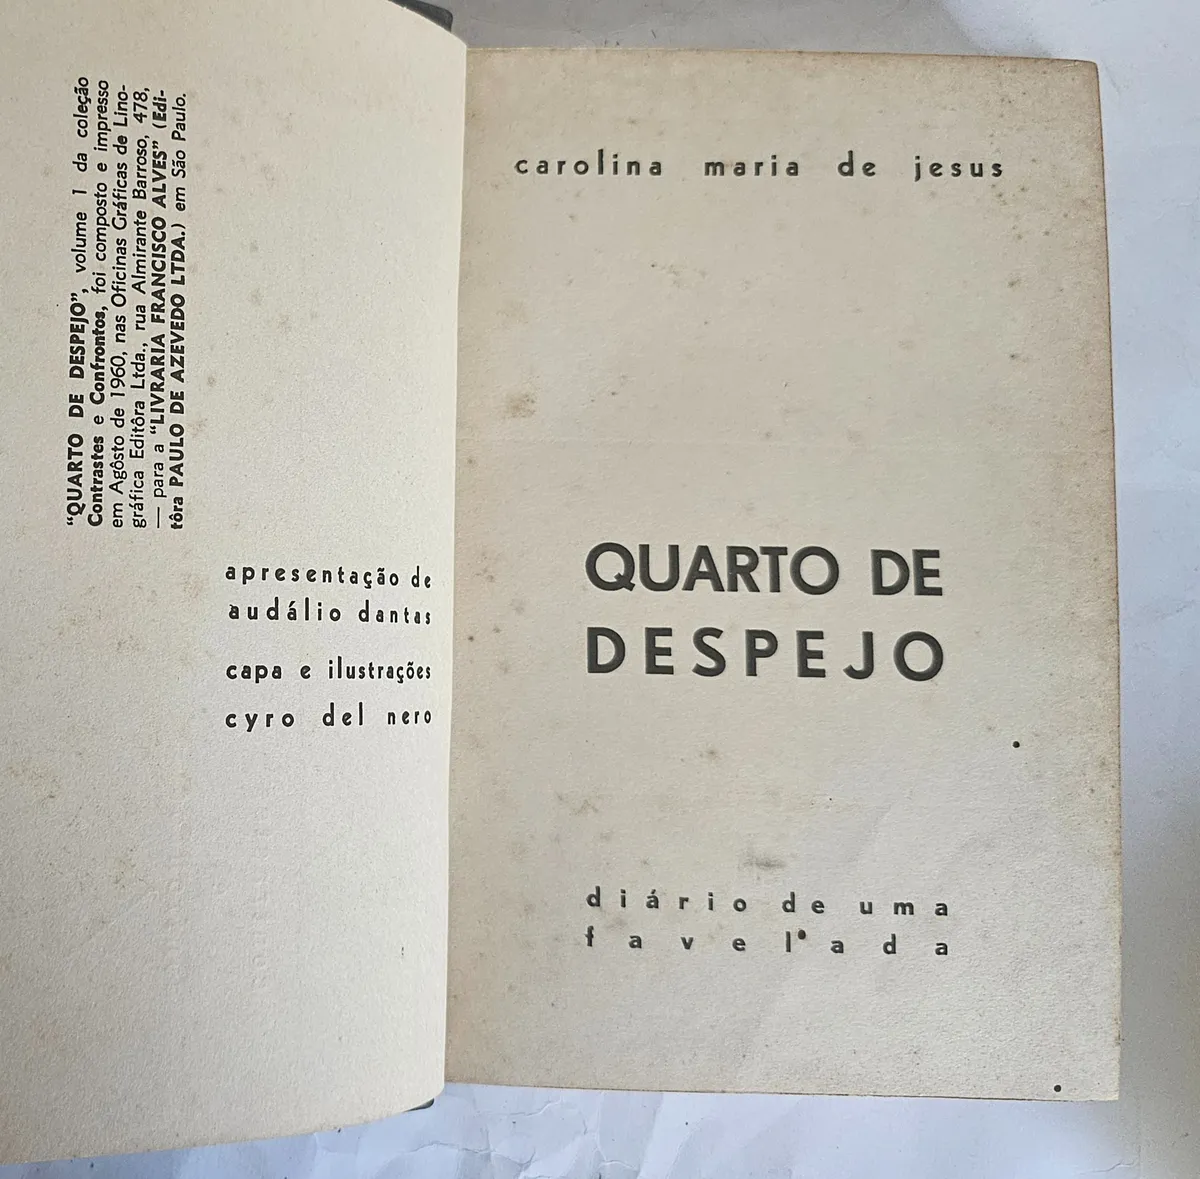 "QUARTO DE DESPEJO", volume 1 da coleção
Contrastes e Confrontos, foi composto e impresso
em Agôsto de 1960, nas Oficinas Gráficas de Lino-
gráfica Editôra Ltda., rua Almirante Barroso, 478,
— para a "LIVRARIA FRANCISCO ALVES" (Edi-
tôra PAULO DE AZEVEDO LTDA.) em São Paulo.
apresentação de
audálio dantas
capa e ilustrações
cyro del nero
carolina maria de jesus
QUARTO DE
DESPEJO
diário de uma
favelada